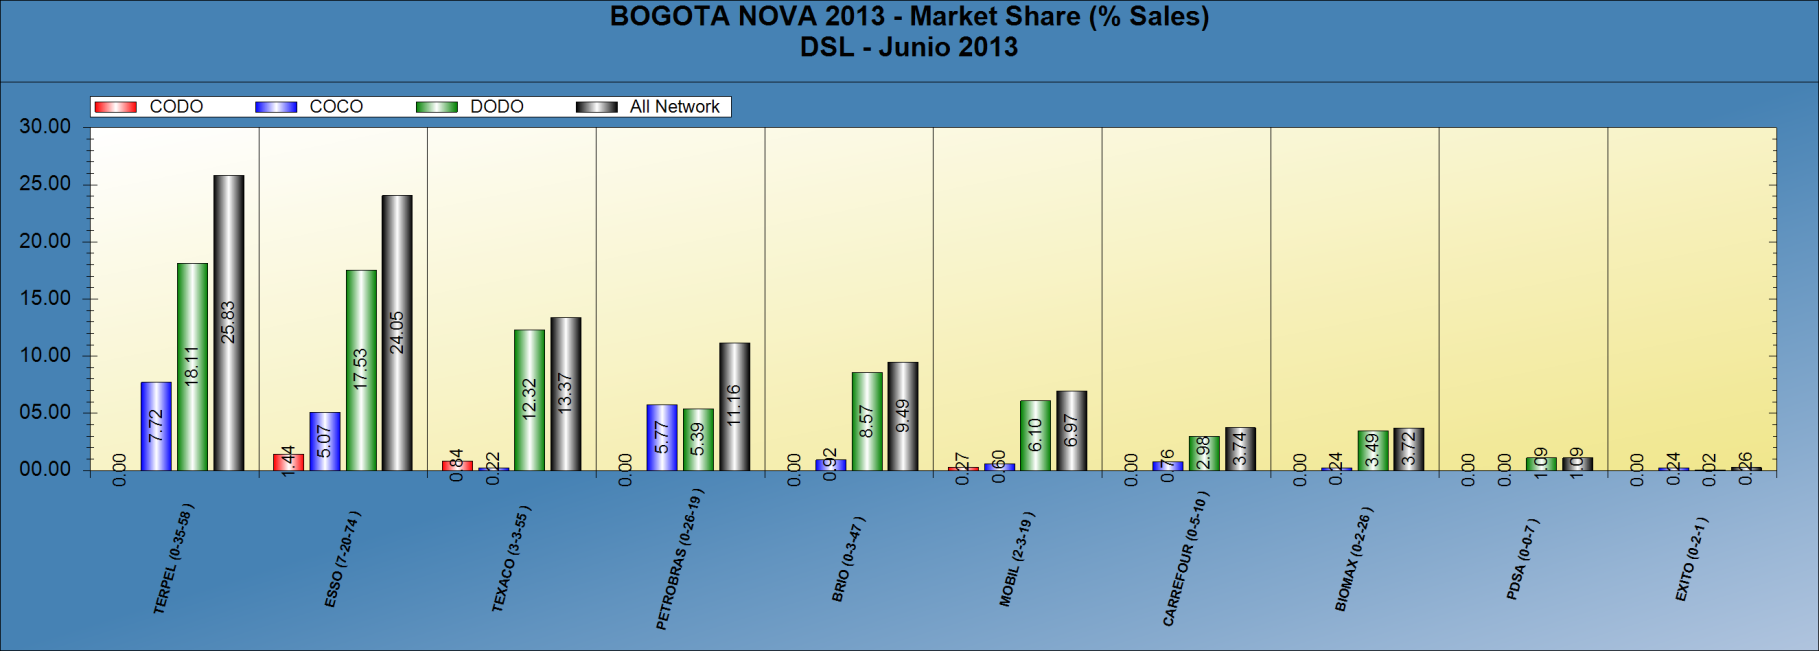 BOGOTA NOVA 2013 - Market Share (% Sales)
DSL - Junio 2013
CODO COCO DODO All Network
30.00
25.00
20.00
15.00
10.00
05.00
00.00
0.00 7.72 18.11 25.83
1.44 5.07 17.53 24.05
0.84 0.22 12.32 13.37
0.00 5.77 5.39 11.16
0.00 0.92 8.57 9.49
0.27 0.60 6.10 6.97
0.00 0.76 2.98 3.74
0.00 0.24 3.49 3.72
0.00 0.00 1.09 1.09
0.00 0.24 0.02 0.26
TERPEL (0-35-58 )
ESSO (7-20-74 )
TEXACO (3-3-55 )
PETROBRAS (0-26-19 )
BRIO (0-3-47 )
MOBIL (2-3-19 )
CARREFOUR (0-5-10 )
BIOMAX (0-2-26 )
PDSA (0-0-7 )
EXITO (0-2-1 )